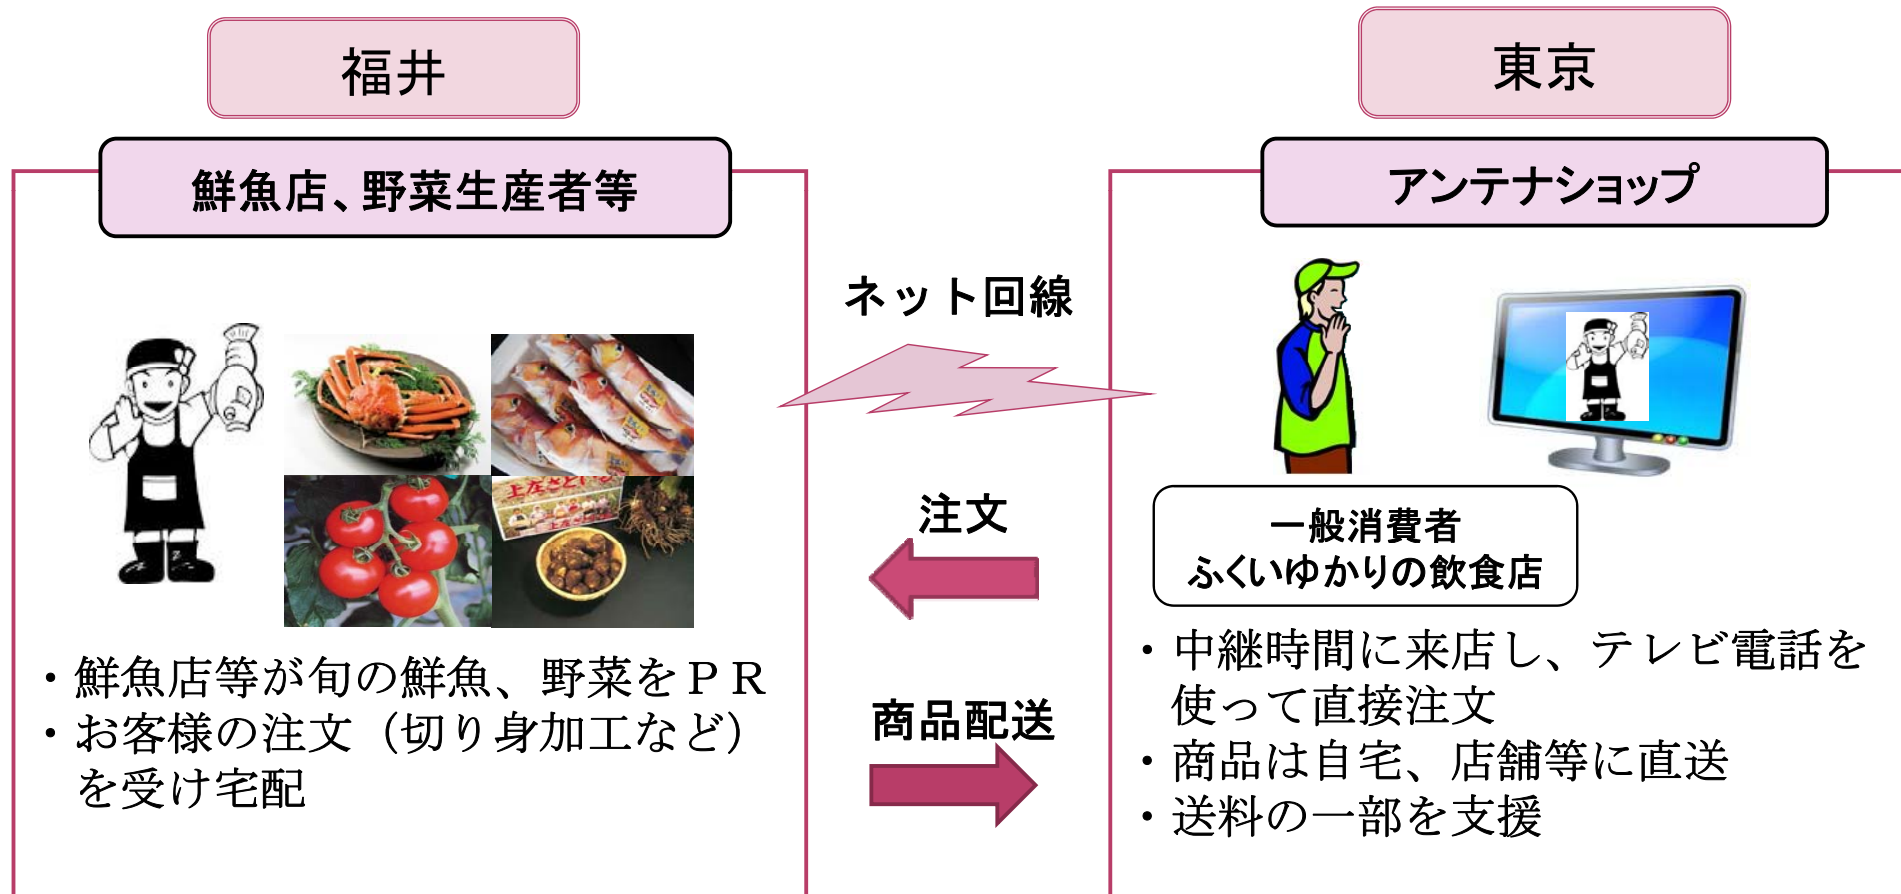 福井
東京
鮮魚店、野菜生産者等
アンテナショップ
ネット回線
上庄さといも
注文
一般消費者
ふくいゆかりの飲食店
・鮮魚店等が旬の鮮魚、野菜をＰＲ
・お客様の注文（切り身加工など）
を受け宅配
商品配送
・中継時間に来店し、テレビ電話を
使って直接注文
・商品は自宅、店舗等に直送
・送料の一部を支援